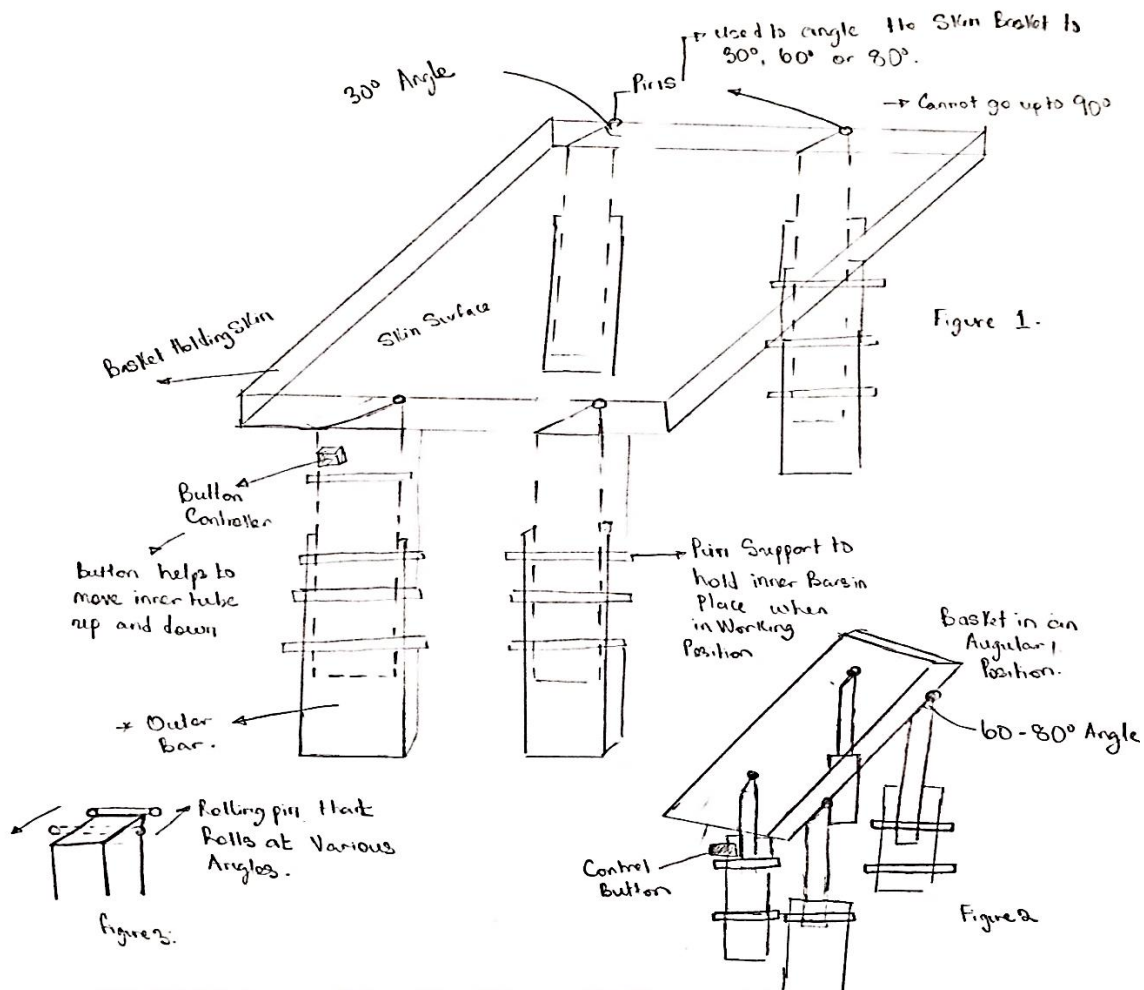 30° Angle
Pins
→ Used to angle the Skin Basket to
30°, 60° or 80°.
→ Cannot go up to 90°
Basket Holding Skin
Skin Surface
Figure 1.
Button
Controller
button helps to
move inner tube
up and down
→ Outer
Bar.
Pin Support to
hold inner Bars in
Place when
in Working
Position
Basket in an
Augular
Position.
60-80° Angle
Control
Button
Figure 2
Rolling pin that
Rolls at Various
Angles.
figure 3.